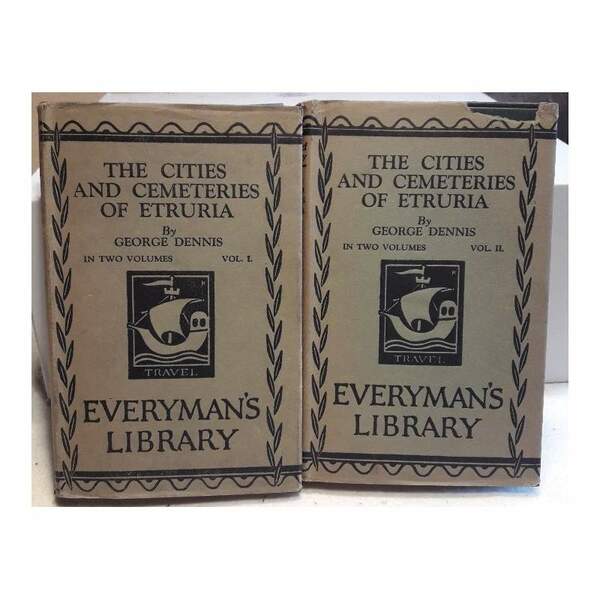 THE CITIES
AND CEMETERIES
OF ETRURIA
By
GEORGE DENNIS
IN TWO VOLUMES VOL. I.
TRAVEL
EVERYMAN'S
LIBRARY
THE CITIES
AND CEMETERIES
OF ETRURIA
By
GEORGE DENNIS
IN TWO VOLUMES VOL. II.
TRAVEL
EVERYMAN'S
LIBRARY